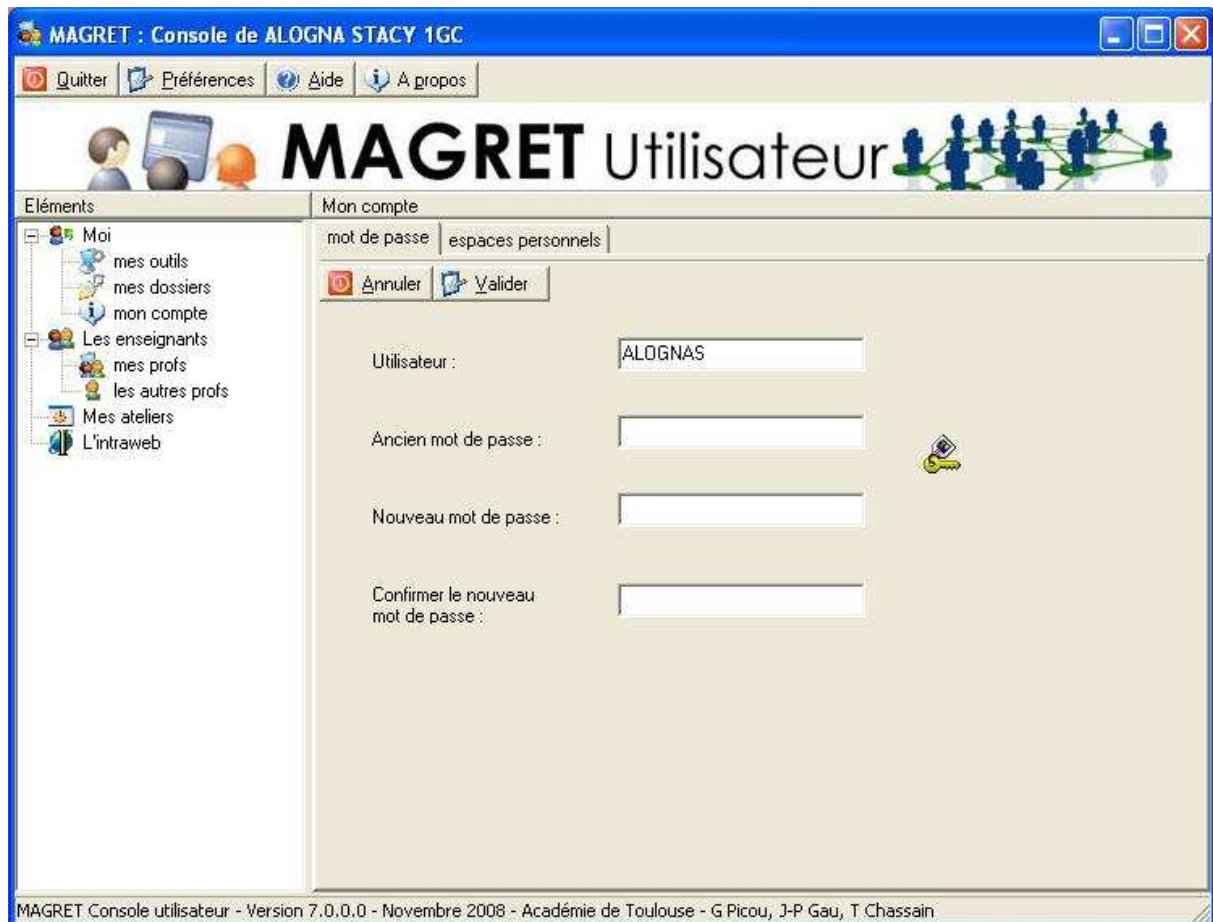 MAGRET : Console de ALOGNA STACY 1GC
Quitter Préférences Aide A propos
MAGRET Utilisateur
Eléments
Mon compte
Moi
mes outils
mes dossiers
mon compte
Les enseignants
mes profs
les autres profs
Mes ateliers
L'intraweb
mot de passe espaces personnels
Annuler Valider
Utilisateur : ALOGNAS
Ancien mot de passe :
Nouveau mot de passe :
Confirmer le nouveau
mot de passe :
MAGRET Console utilisateur - Version 7.0.0.0 - Novembre 2008 - Académie de Toulouse - G Picou, J-P Gau, T Chassain